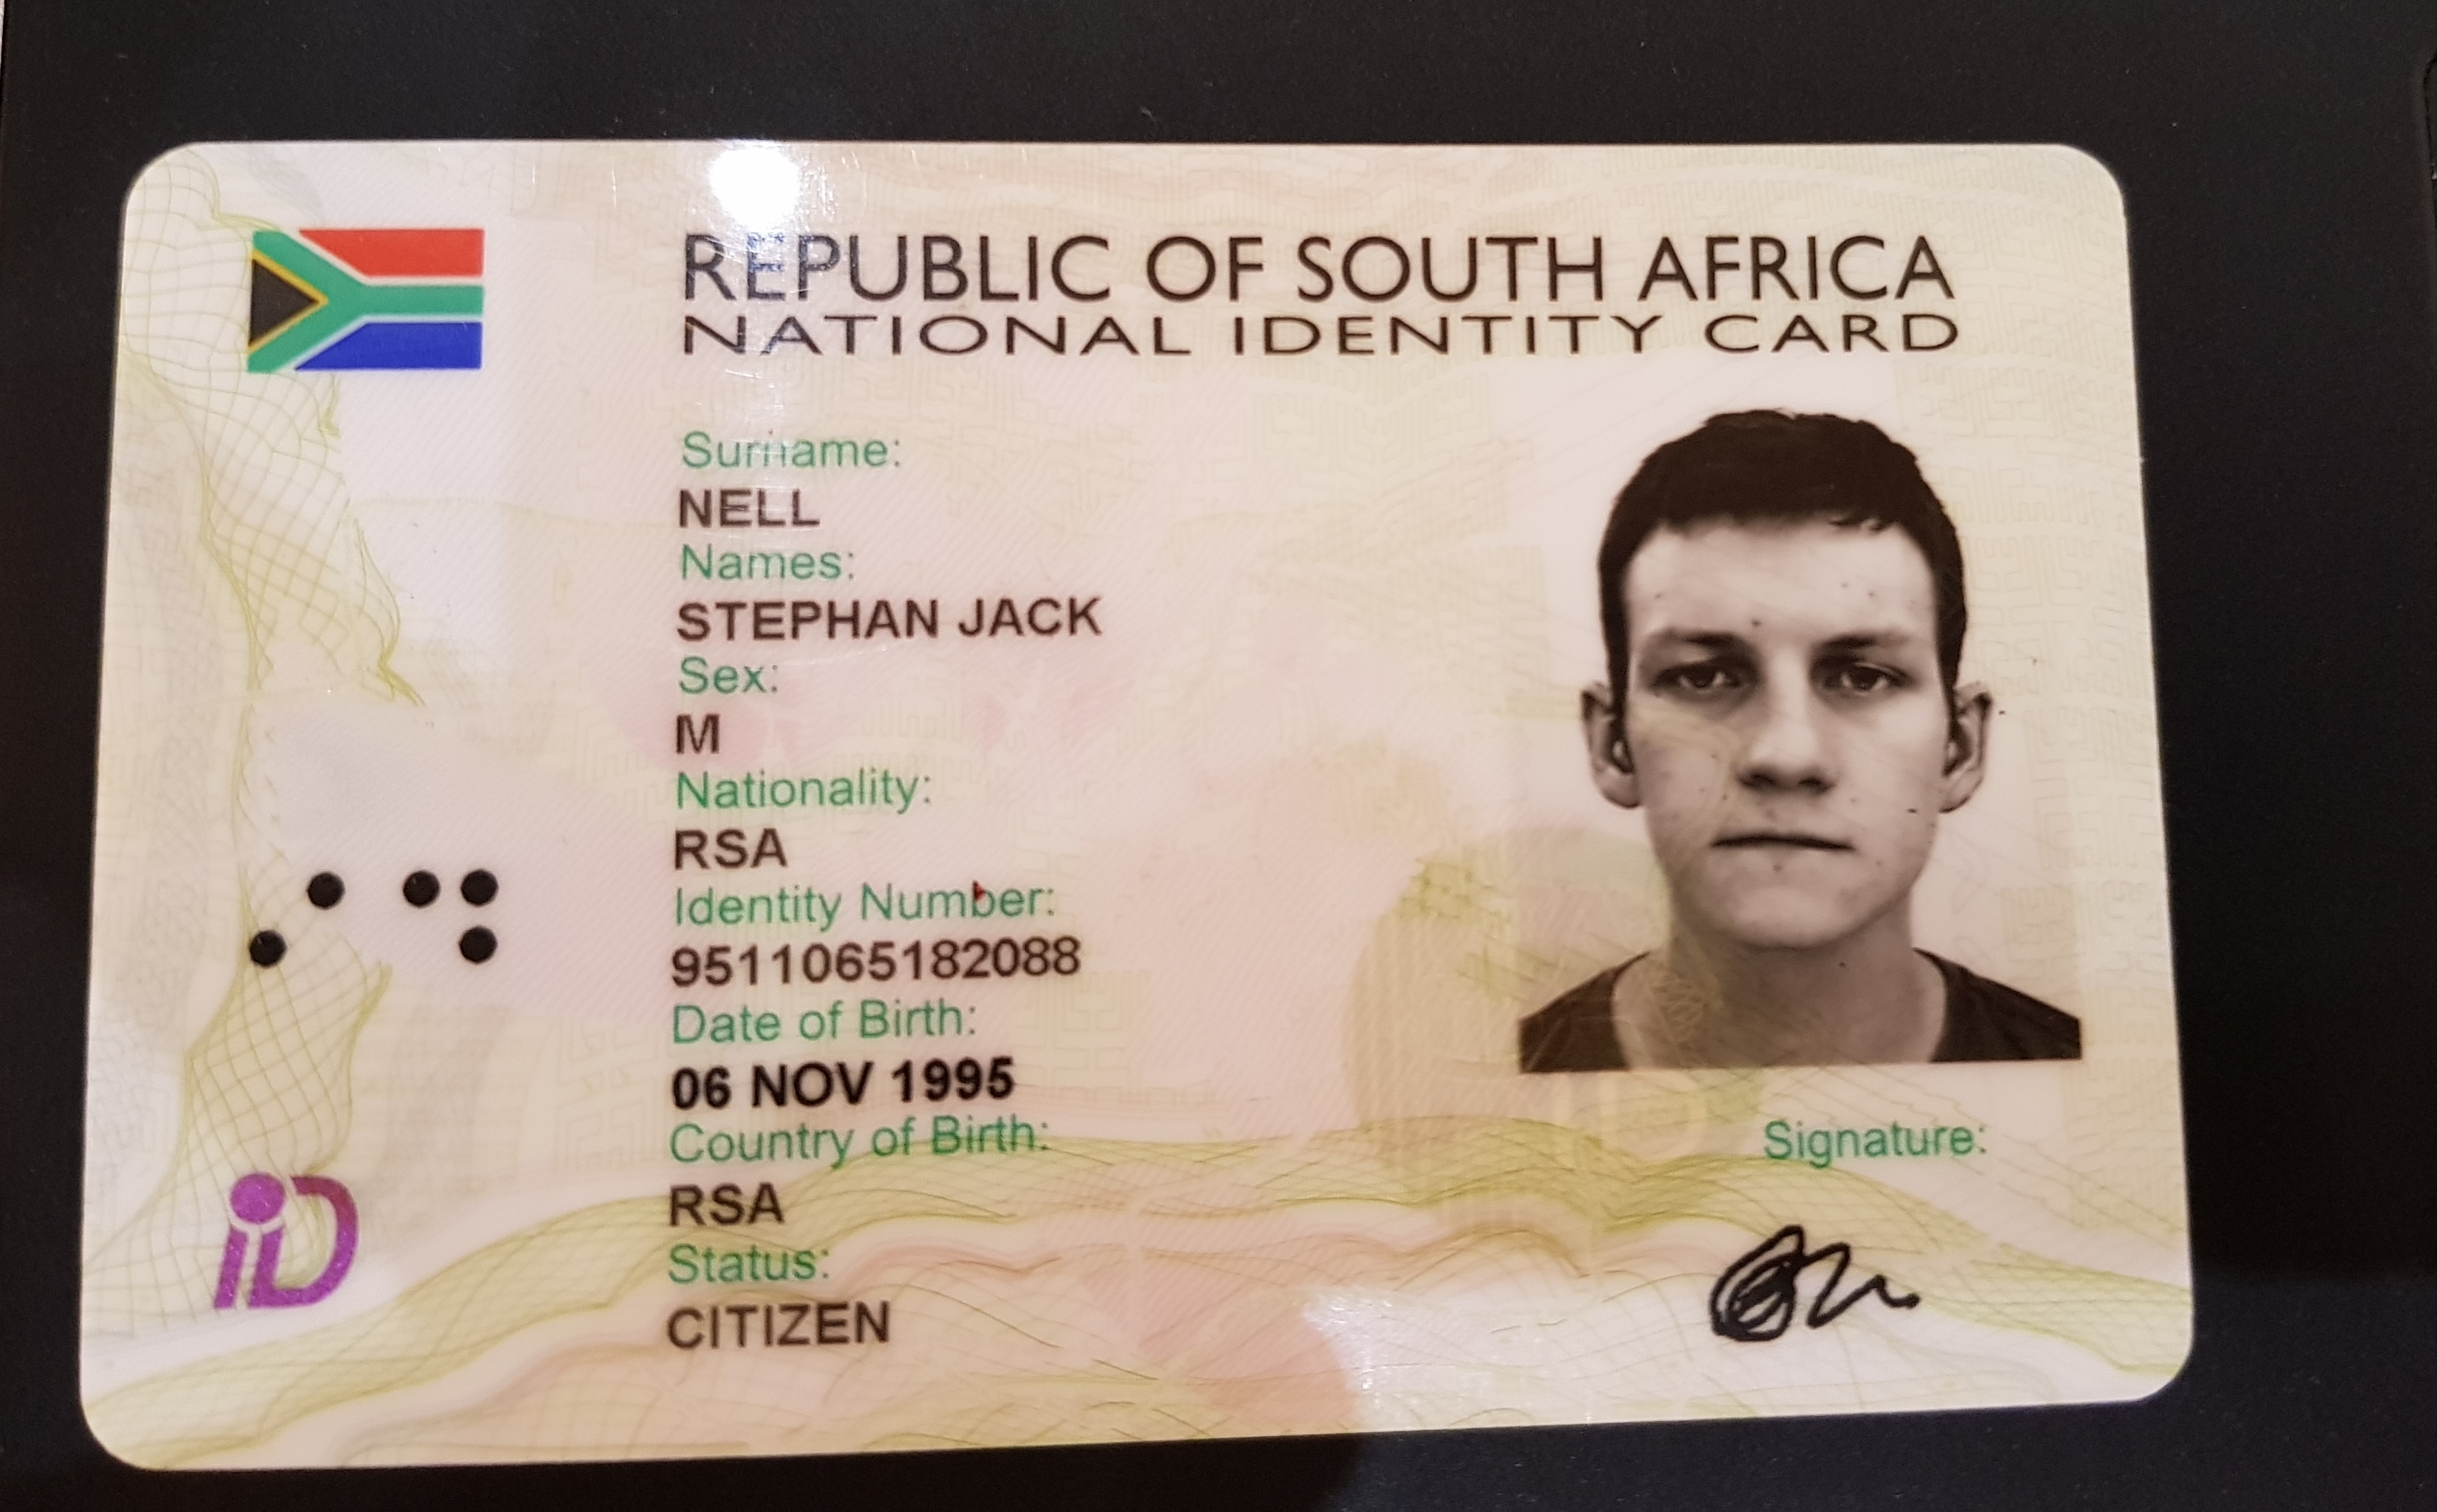 REPUBLIC OF SOUTH AFRICA
NATIONAL IDENTITY CARD
Surname:
NELL
Names:
STEPHAN JACK
Sex:
M
Nationality:
RSA
Identity Number:
9511065182088
Date of Birth:
06 NOV 1995
Country of Birth:
RSA
Status:
CITIZEN
Signature:
iD